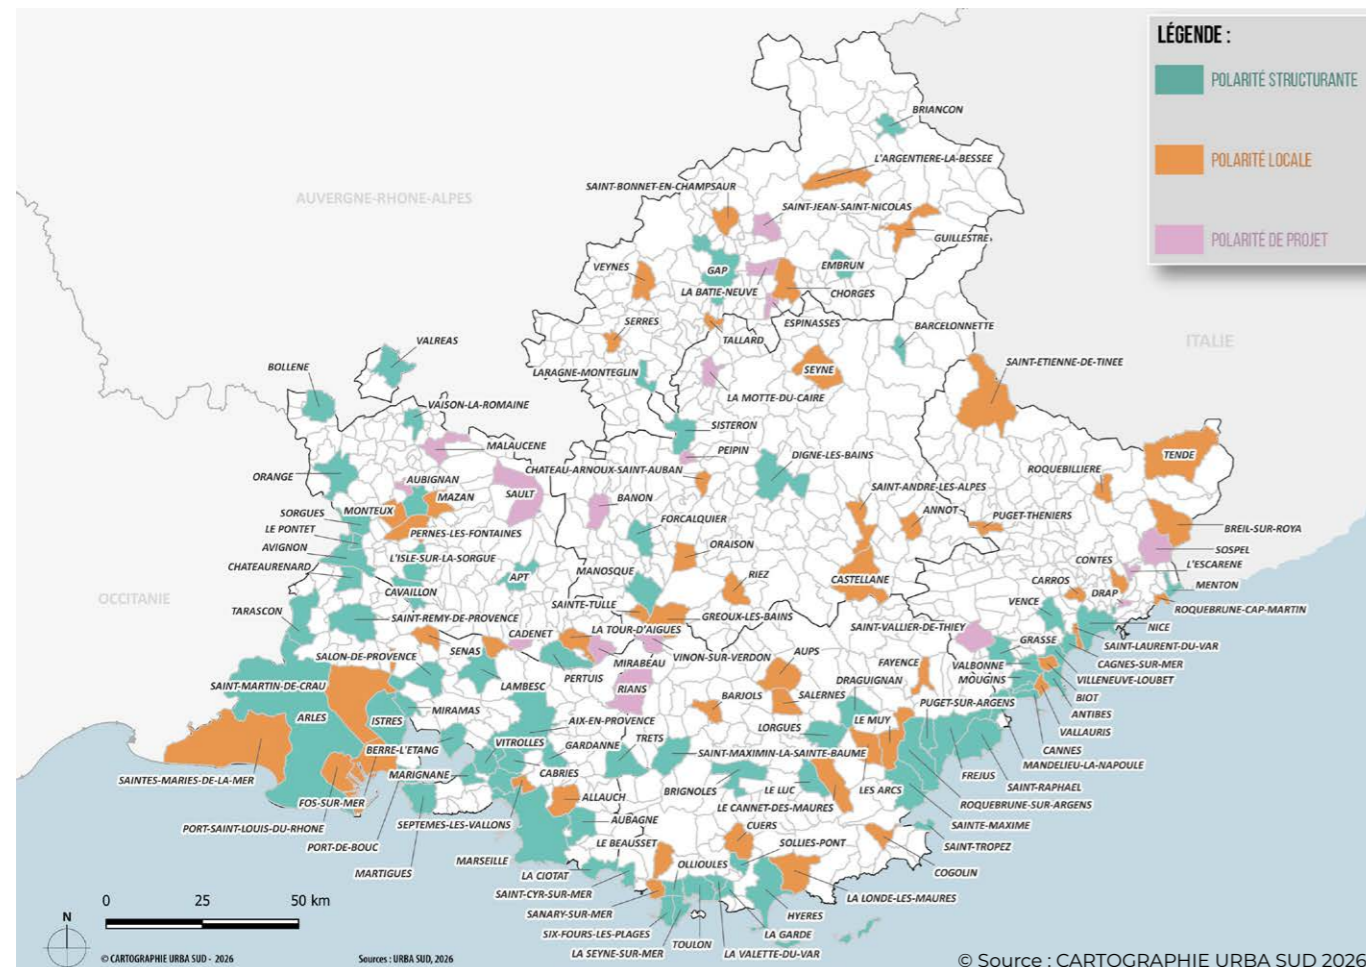 LÉGENDE :
POLARITÉ STRUCTURANTE
POLARITÉ LOCALE
POLARITÉ DE PROJET
BRIANCON
L'ARGENTIERE-LA-BESSEE
SAINT-BONNET-EN-CHAMPSAUR
AUVERGNE-RHONE-ALPES
SAINT-JEAN-SAINT-NICOLAS
GUILLESTRE
VEYNES
GAP
EMBRUN
LA BATIE-NEUVE
CHORGES
SERRES
ESPINASSES
TALLARD
BARCELONNETTE
ITALIE
VALREAS
SAINT-ETIENNE-DE-TINEE
BOLLENE
LARAGNE-MONTEGLIN
SEYNE
LA MOTTE-DU-CAIRE
VAISON-LA-ROMAINE
SISTERON
MALAUCENE
PEIPIN
DIGNE-LES-BAINS
TENDE
CHATEAU-ARNOUX-SAINT-AUBAN
ROQUEBILLIERE
ORANGE
AUBIGNAN
SAULT
BANON
SAINT-ANDRE-LES-ALPES
MAZAN
MONTEUX
SORGUES
ANNOT
PUGET-THENIERS
BREIL-SUR-ROYA
LE PONTET
PERNES-LES-FONTAINES
FORCALQUIER
AVIGNON
ORAISON
SOSPEL
L'ISLE-SUR-LA-SORGUE
CONTES
L'ESCARENE
CHATEAURENARD
MANOSQUE
RIEZ
APT
CASTELLANE
CARROS
DRAP
MENTON
CAVAILLON
OCCITANIE
VENCE
ROQUEBRUNE-CAP-MARTIN
TARASCON
SAINTE-TULLE
SAINT-REMY-DE-PROVENCE
GREOUX-LES-BAINS
SAINT-VALLIER-DE-THIEY
NICE
CADENET
LA TOUR-D'AIGUES
GRASSE
SAINT-LAURENT-DU-VAR
SENAS
SALON-DE-PROVENCE
MIRABEAU
VINON-SUR-VERDON
AUPS
FAYENCE
VALBONNE
CAGNES-SUR-MER
PERTUIS
MOUGINS
VILLENEUVE-LOUBET
SAINT-MARTIN-DE-CRAU
LAMBESC
RIANS
DRAGUIGNAN
BARJOLS
SALERNES
BIOT
PUGET-SUR-ARGENS
ARLES
MIRAMAS
ANTIBES
ISTRES
AIX-EN-PROVENCE
LORGUES
LE MUY
VALLAURIS
TRETS
VITROLLES
BERRE-L'ETANG
GARDANNE
SAINT-MAXIMIN-LA-SAINTE-BAUME
CANNES
MANDELIEU-LA-NAPOULE
MARIGNANE
SAINTES-MARIES-DE-LA-MER
CABRIES
FREJUS
SAINT-RAPHAEL
BRIGNOLES
LE LUC
LES ARCS
FOS-SUR-MER
ALLAUCH
LE CANNET-DES-MAURES
ROQUEBRUNE-SUR-ARGENS
SEPTEMES-LES-VALLONS
AUBAGNE
SAINTE-MAXIME
PORT-SAINT-LOUIS-DU-RHONE
CUERS
PORT-DE-BOUC
LE BEAUSSET
SOLLIES-PONT
SAINT-TROPEZ
MARSEILLE
OLLIOULES
COGOLIN
MARTIGUES
LA CIOTAT
SAINT-CYR-SUR-MER
LA LONDE-LES-MAURES
SANARY-SUR-MER
HYERES
SIX-FOURS-LES-PLAGES
LA GARDE
TOULON
LA SEYNE-SUR-MER
LA VALETTE-DU-VAR
0 25 50 km
N
© CARTOGRAPHIE URBA SUD - 2026
Sources : URBA SUD, 2026
© Source : CARTOGRAPHIE URBA SUD 2026